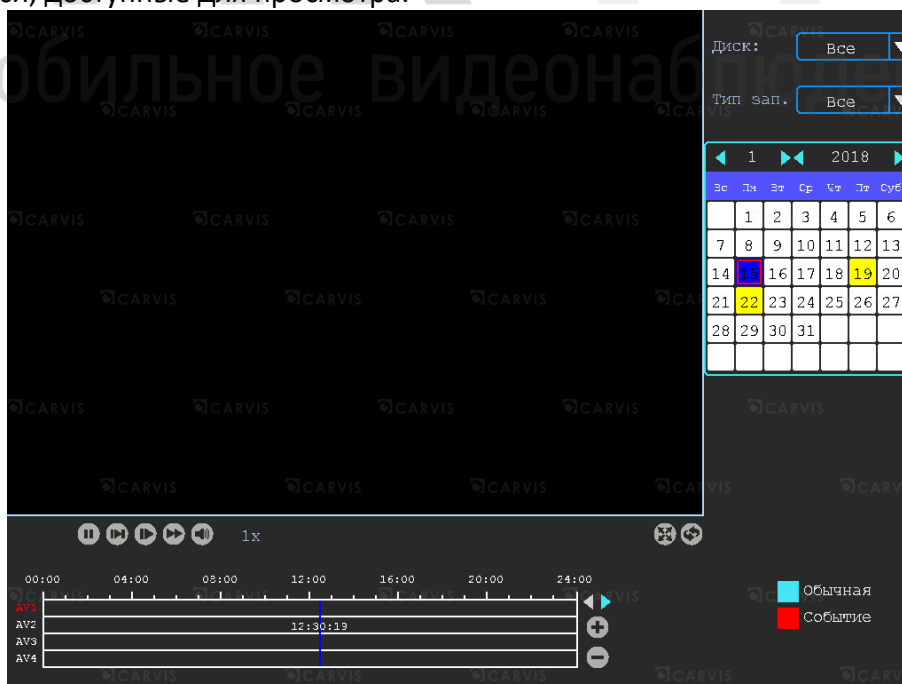 доступные для просмотра.
Диск: Все
Тип зап. Все
1 2018
Вс Пн Вт Ср Чт Пт Суб
1 2 3 4 5 6
7 8 9 10 11 12 13
14 15 16 17 18 19 20
21 22 23 24 25 26 27
28 29 30 31
1x
00:00 04:00 08:00 12:00 16:00 20:00 24:00
AV1
AV2 12:30:19
AV3
AV4
Обычная
Событие
CARVIS